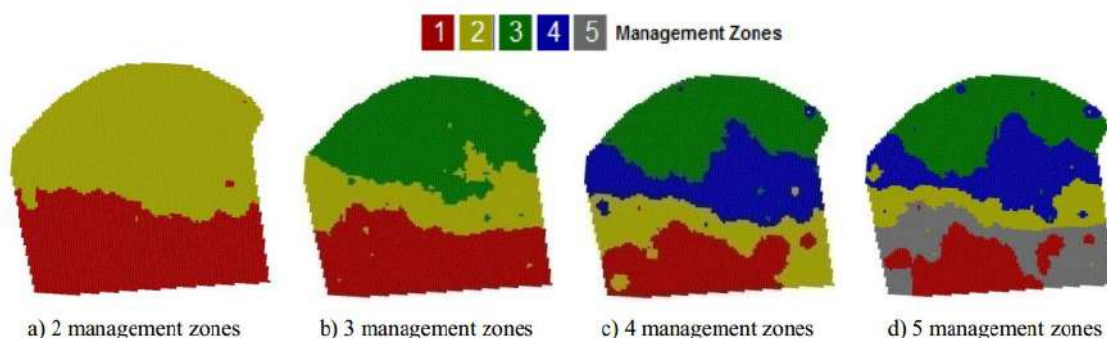 1 2 3 4 5 Management Zones
a) 2 management zones
b) 3 management zones
c) 4 management zones
d) 5 management zones